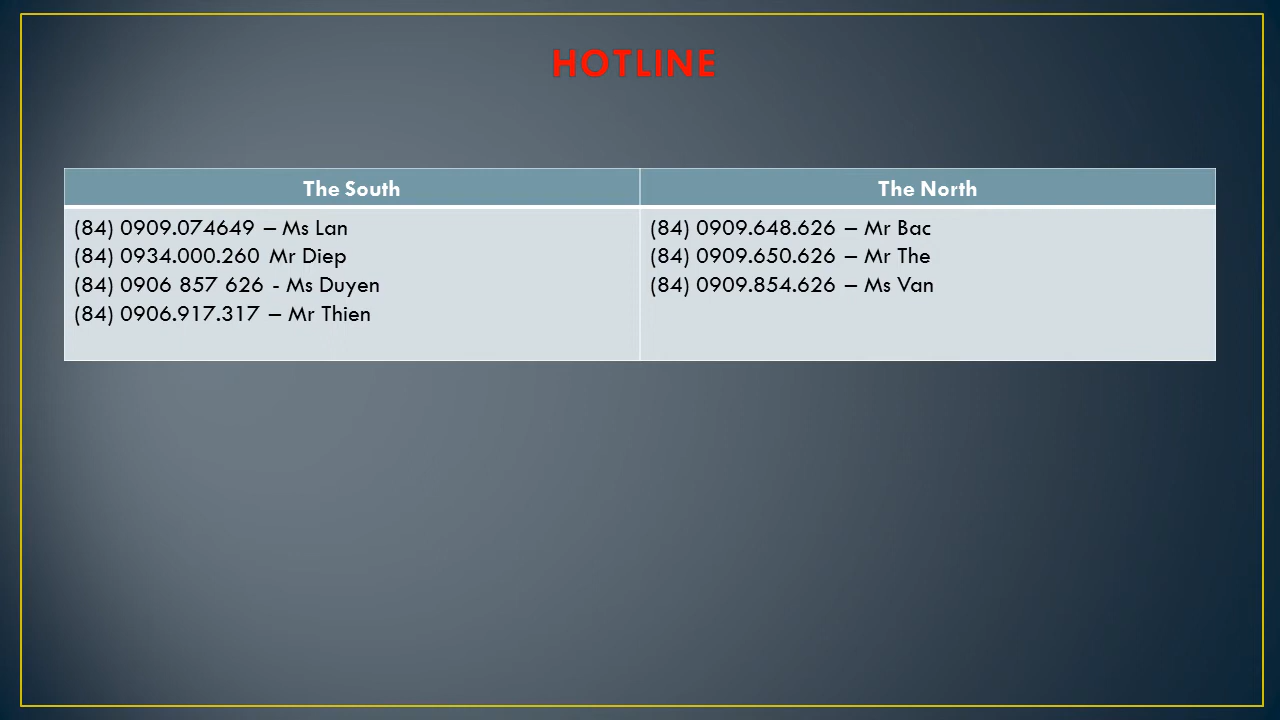 HOTLINE
The South
(84) 0909.074649 – Ms Lan
(84) 0934.000.260 Mr Diep
(84) 0906 857 626 - Ms Duyen
(84) 0906.917.317 – Mr Thien
The North
(84) 0909.648.626 – Mr Bac
(84) 0909.650.626 – Mr The
(84) 0909.854.626 – Ms Van